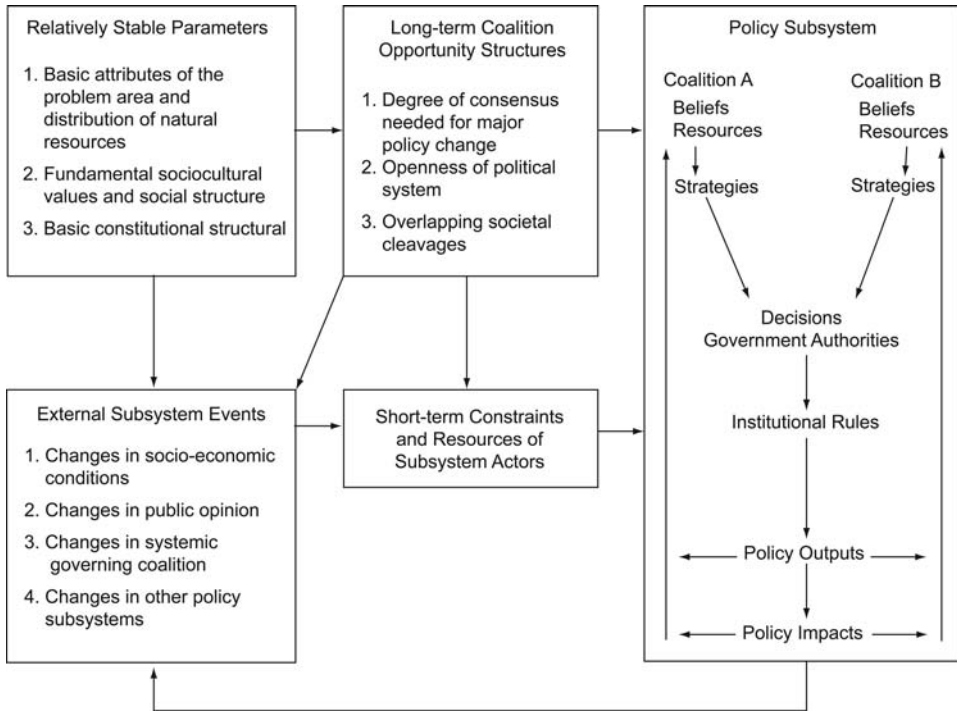 Relatively Stable Parameters
1. Basic attributes of the
problem area and
distribution of natural
resources
2. Fundamental sociocultural
values and social structure
3. Basic constitutional structural
Long-term Coalition
Opportunity Structures
1. Degree of consensus
needed for major
policy change
2. Openness of political
system
3. Overlapping societal
cleavages
Policy Subsystem
Coalition A
Beliefs
Resources
Strategies
Coalition B
Beliefs
Resources
Strategies
Decisions
Government Authorities
Institutional Rules
Policy Outputs
Policy Impacts
External Subsystem Events
1. Changes in socio-economic
conditions
2. Changes in public opinion
3. Changes in systemic
governing coalition
4. Changes in other policy
subsystems
Short-term Constraints
and Resources of
Subsystem Actors